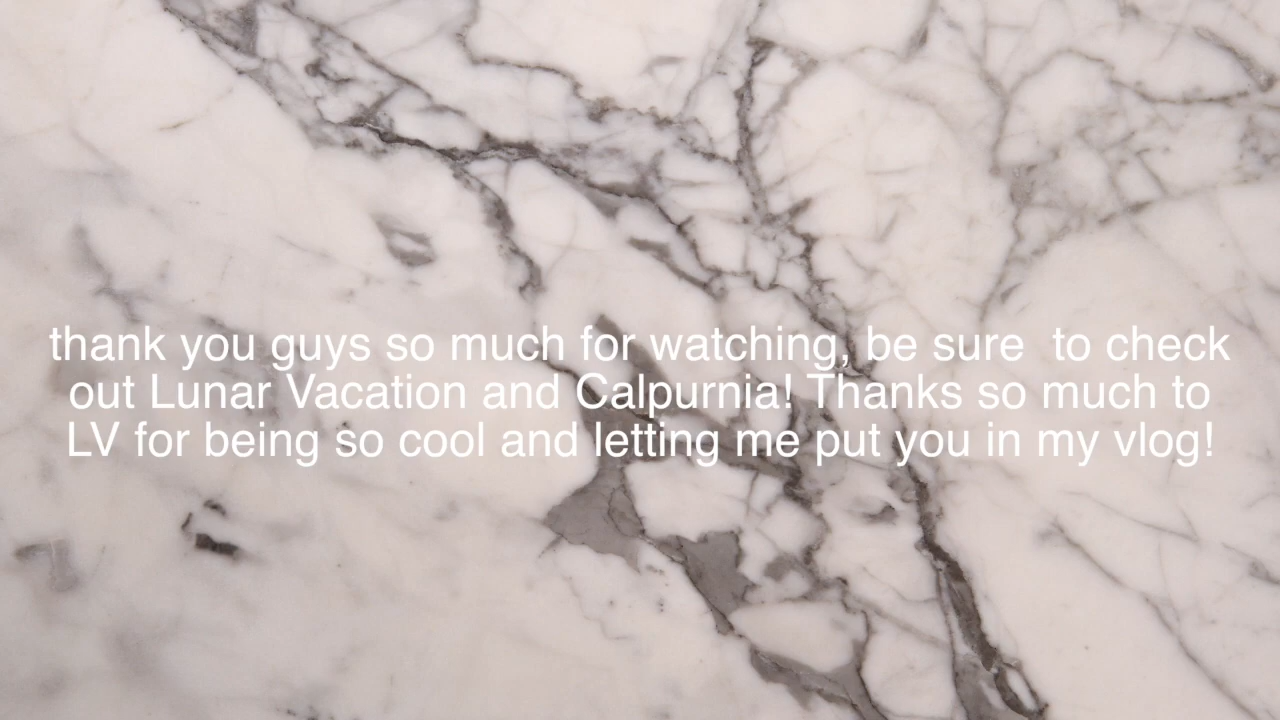 thank you guys so much for watching, be sure  to check
out Lunar Vacation and Calpurnia! Thanks so much to
LV for being so cool and letting me put you in my vlog!